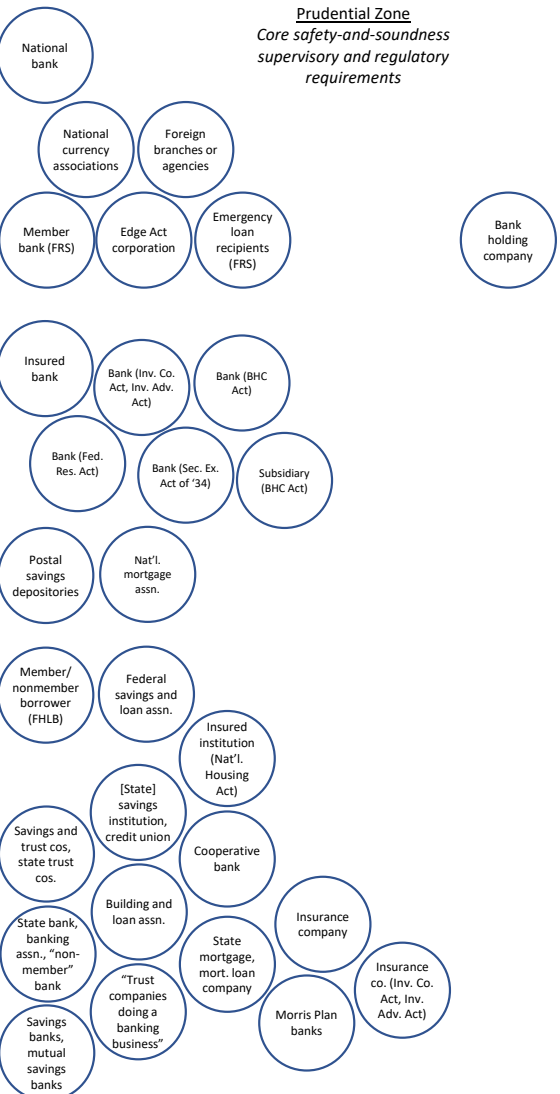 Prudential Zone
Core safety-and-soundness
supervisory and regulatory
requirements
National
bank
National
currency
associations
Foreign
branches or
agencies
Member
bank (FRS)
Edge Act
corporation
Emergency
loan
recipients
(FRS)
Bank
holding
company
Insured
bank
Bank (Inv. Co.
Act, Inv. Adv.
Act)
Bank (BHC
Act)
Bank (Fed.
Res. Act)
Bank (Sec. Ex.
Act of ‘34)
Subsidiary
(BHC Act)
Postal
savings
depositories
Nat’l.
mortgage
assn.
Member/
nonmember
borrower
(FHLB)
Federal
savings and
loan assn.
Insured
institution
(Nat’l.
Housing
Act)
[State]
savings
institution,
credit union
Savings and
trust cos,
state trust
cos.
Cooperative
bank
Building and
loan assn.
Insurance
company
State bank,
banking
assn., “non-
member”
bank
State
mortgage,
mort. loan
company
Insurance
co. (Inv. Co.
Act, Inv.
Adv. Act)
“Trust
companies
doing a
banking
business”
Morris Plan
banks
Savings
banks,
mutual
savings
banks